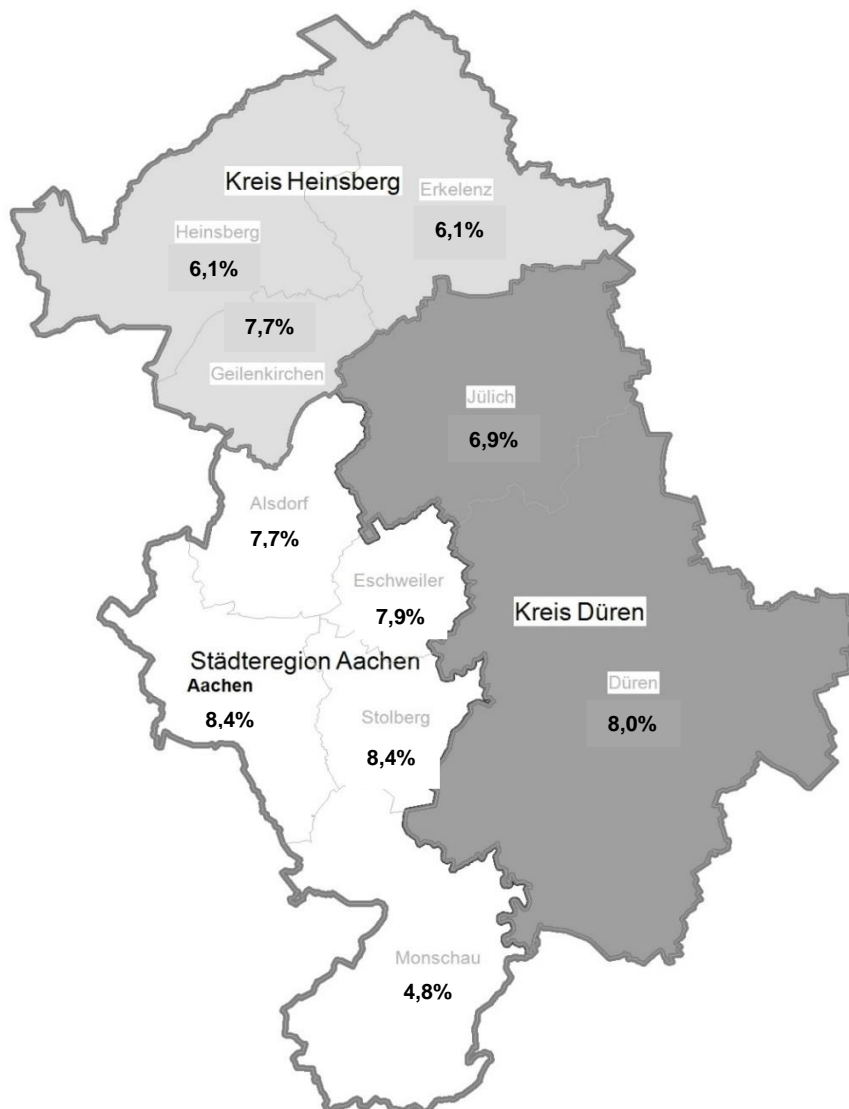 Kreis Heinsberg
Erkelenz
6,1%
Heinsberg
6,1%
7,7%
Geilenkirchen
Jülich
6,9%
Alsdorf
7,7%
Eschweiler
7,9%
Kreis Düren
Städteregion Aachen
Aachen
8,4%
Stolberg
8,4%
Düren
8,0%
Monschau
4,8%